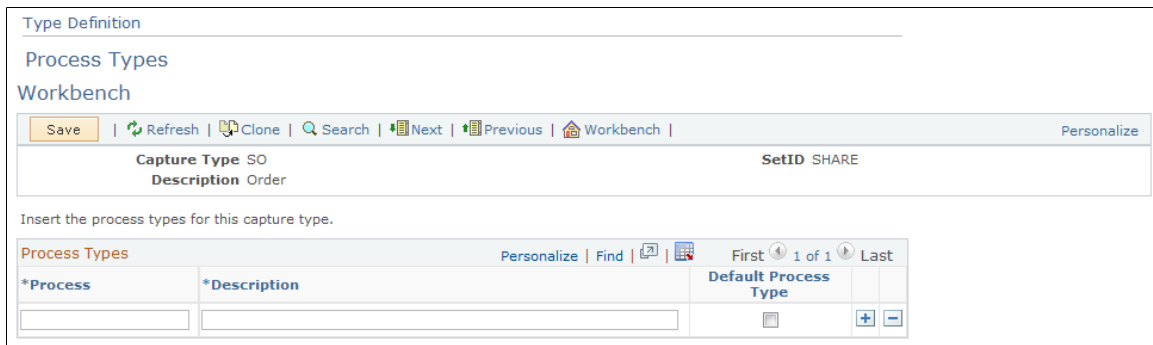 Type Definition
Process Types
Workbench
Save | Refresh | Clone | Search | Next | Previous | Workbench | Personalize
Capture Type SO SetID SHARE
Description Order
Insert the process types for this capture type.
Process Types Personalize | Find | | First 1 of 1 Last
*Process *Description Default Process Type